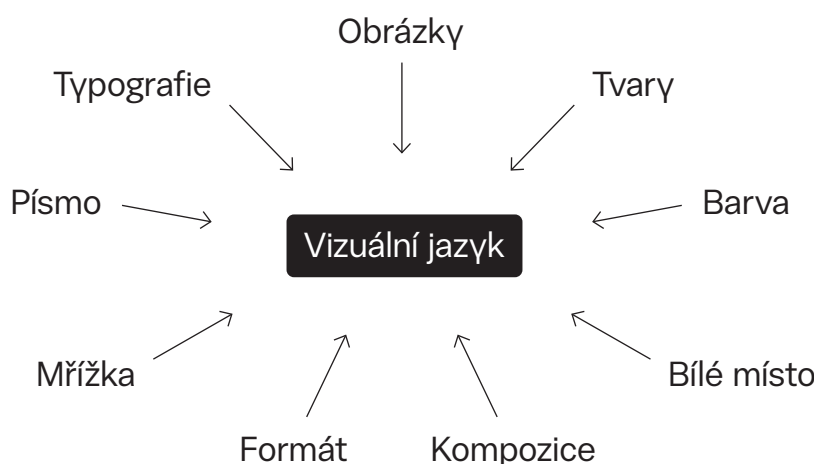 Obrázky
Typografie
Tvary
Písmo
Barva
Vizuální jazyk
Mřížka
Bílé místo
Formát
Kompozice